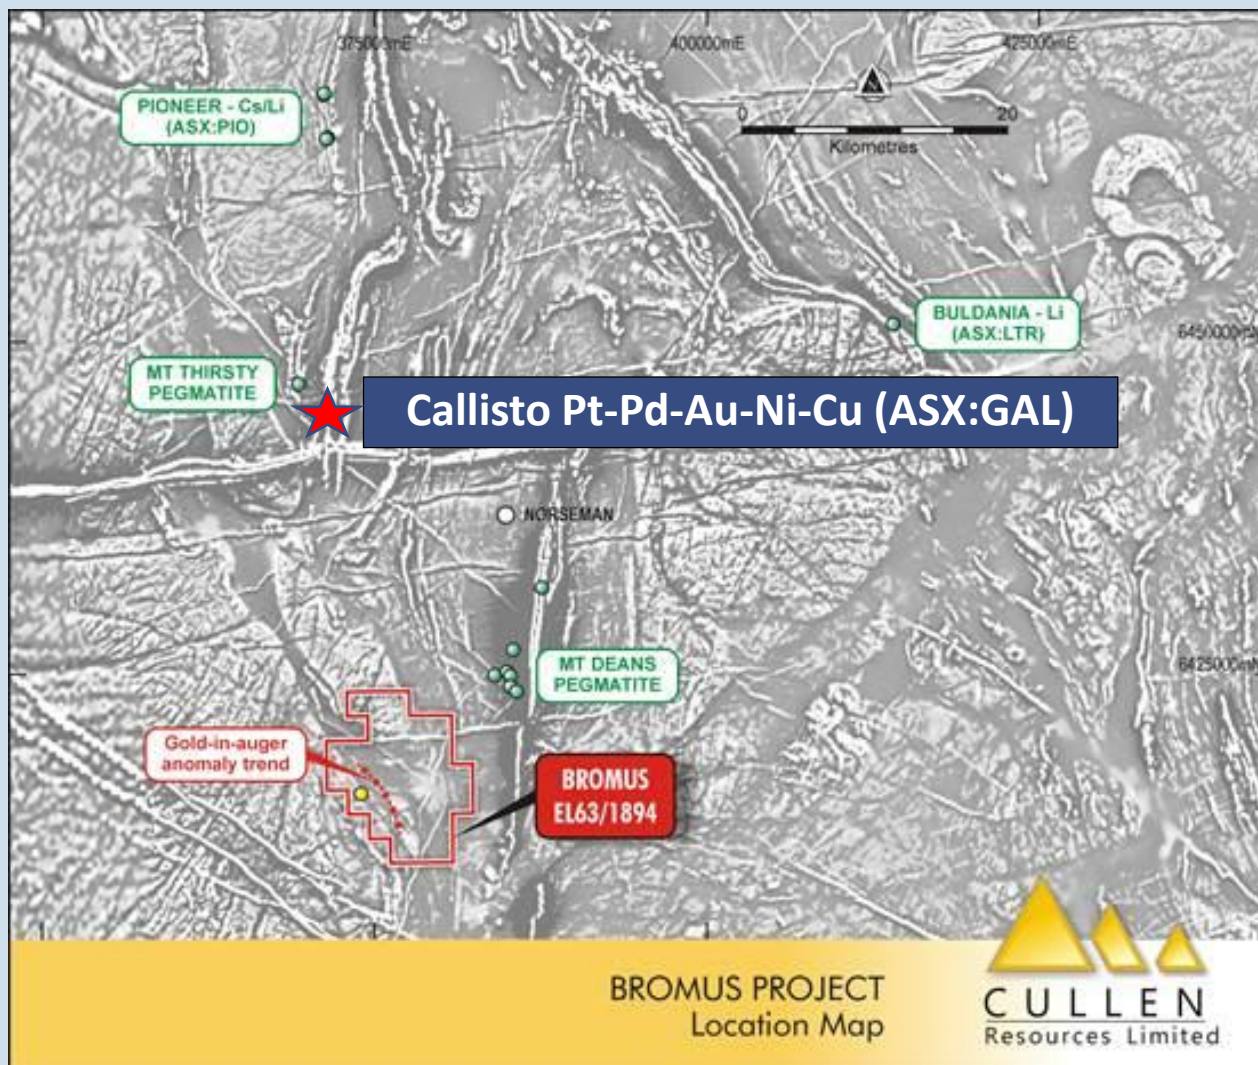 375000mE
400000mE
425000mE
PIONEER - Cs/Li
(ASX:PIO)
0 20
Kilometres
BULDANIA - Li
(ASX:LTR)
6450000mN
MT THIRSTY
PEGMATITE
Callisto Pt-Pd-Au-Ni-Cu (ASX:GAL)
NORSEMAN
MT DEANS
PEGMATITE
6425000mN
Gold-in-auger
anomaly trend
BROMUS
EL63/1894
BROMUS PROJECT
Location Map
CULLEN
Resources Limited